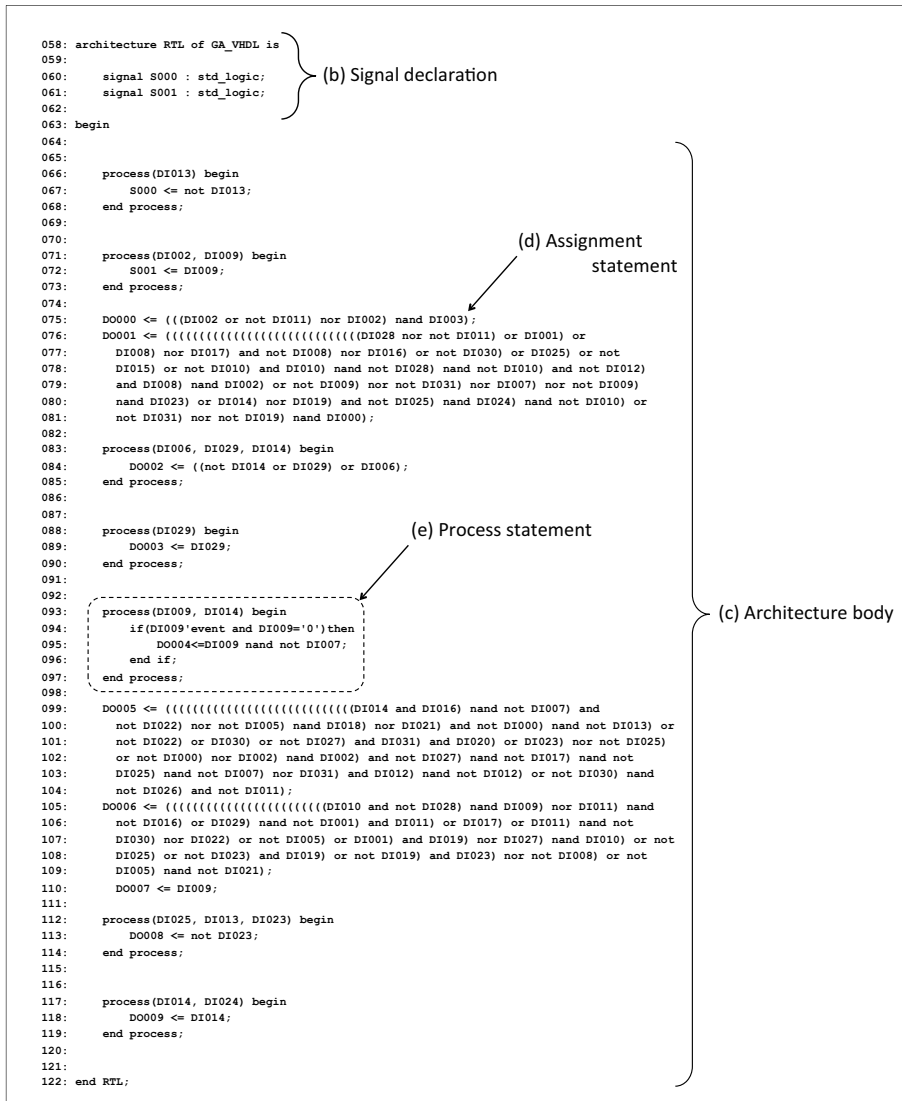 058: architecture RTL of GA_VHDL is
059:
060:     signal S000 : std_logic;
061:     signal S001 : std_logic;
062:
063: begin
(b) Signal declaration
064:
065:
066:     process(DI013) begin
067:         S000 <= not DI013;
068:     end process;
069:
070:
071:     process(DI002, DI009) begin
072:         S001 <= DI009;
073:     end process;
074:
(d) Assignment
statement
075:     DO000 <= (((DI002 or not DI011) nor DI002) nand DI003);
076:     DO001 <= (((((((((((((((((((((((((((((DI028 nor not DI011) or DI001) or
077:       DI008) nor DI017) and not DI008) nor DI016) or not DI030) or DI025) or not
078:       DI015) or not DI010) and DI010) nand not DI028) nand not DI010) and not DI012)
079:       and DI008) nand DI002) or not DI009) nor not DI031) nor DI007) nor not DI009)
080:       nand DI023) or DI014) nor DI019) and not DI025) nand DI024) nand not DI010) or
081:       not DI031) nor not DI019) nand DI000);
082:
083:     process(DI006, DI029, DI014) begin
084:         DO002 <= ((not DI014 or DI029) or DI006);
085:     end process;
086:
087:
088:     process(DI029) begin
089:         DO003 <= DI029;
090:     end process;
091:
092:
(e) Process statement
093:     process(DI009, DI014) begin
094:         if(DI009'event and DI009='0')then
095:             DO004<=DI009 nand not DI007;
096:         end if;
097:     end process;
098:
(c) Architecture body
099:     DO005 <= ((((((((((((((((((((((((((((DI014 and DI016) nand not DI007) and
100:       not DI022) nor not DI005) nand DI018) nor DI021) and not DI000) nand not DI013) or
101:       not DI022) or DI030) or not DI027) and DI031) and DI020) or DI023) nor not DI025)
102:       or not DI000) nor DI002) nand DI002) and not DI027) nand not DI017) nand not
103:       DI025) nand not DI007) nor DI031) and DI012) nand not DI012) or not DI030) nand
104:       not DI026) and not DI011);
105:     DO006 <= ((((((((((((((((((((((((DI010 and not DI028) nand DI009) nor DI011) nand
106:       not DI016) or DI029) nand not DI001) and DI011) or DI017) or DI011) nand not
107:       DI030) nor DI022) or not DI005) or DI001) and DI019) nor DI027) nand DI010) or not
108:       DI025) or not DI023) and DI019) or not DI019) and DI023) nor not DI008) or not
109:       DI005) nand not DI021);
110:       DO007 <= DI009;
111:
112:     process(DI025, DI013, DI023) begin
113:         DO008 <= not DI023;
114:     end process;
115:
116:
117:     process(DI014, DI024) begin
118:         DO009 <= DI014;
119:     end process;
120:
121:
122: end RTL;